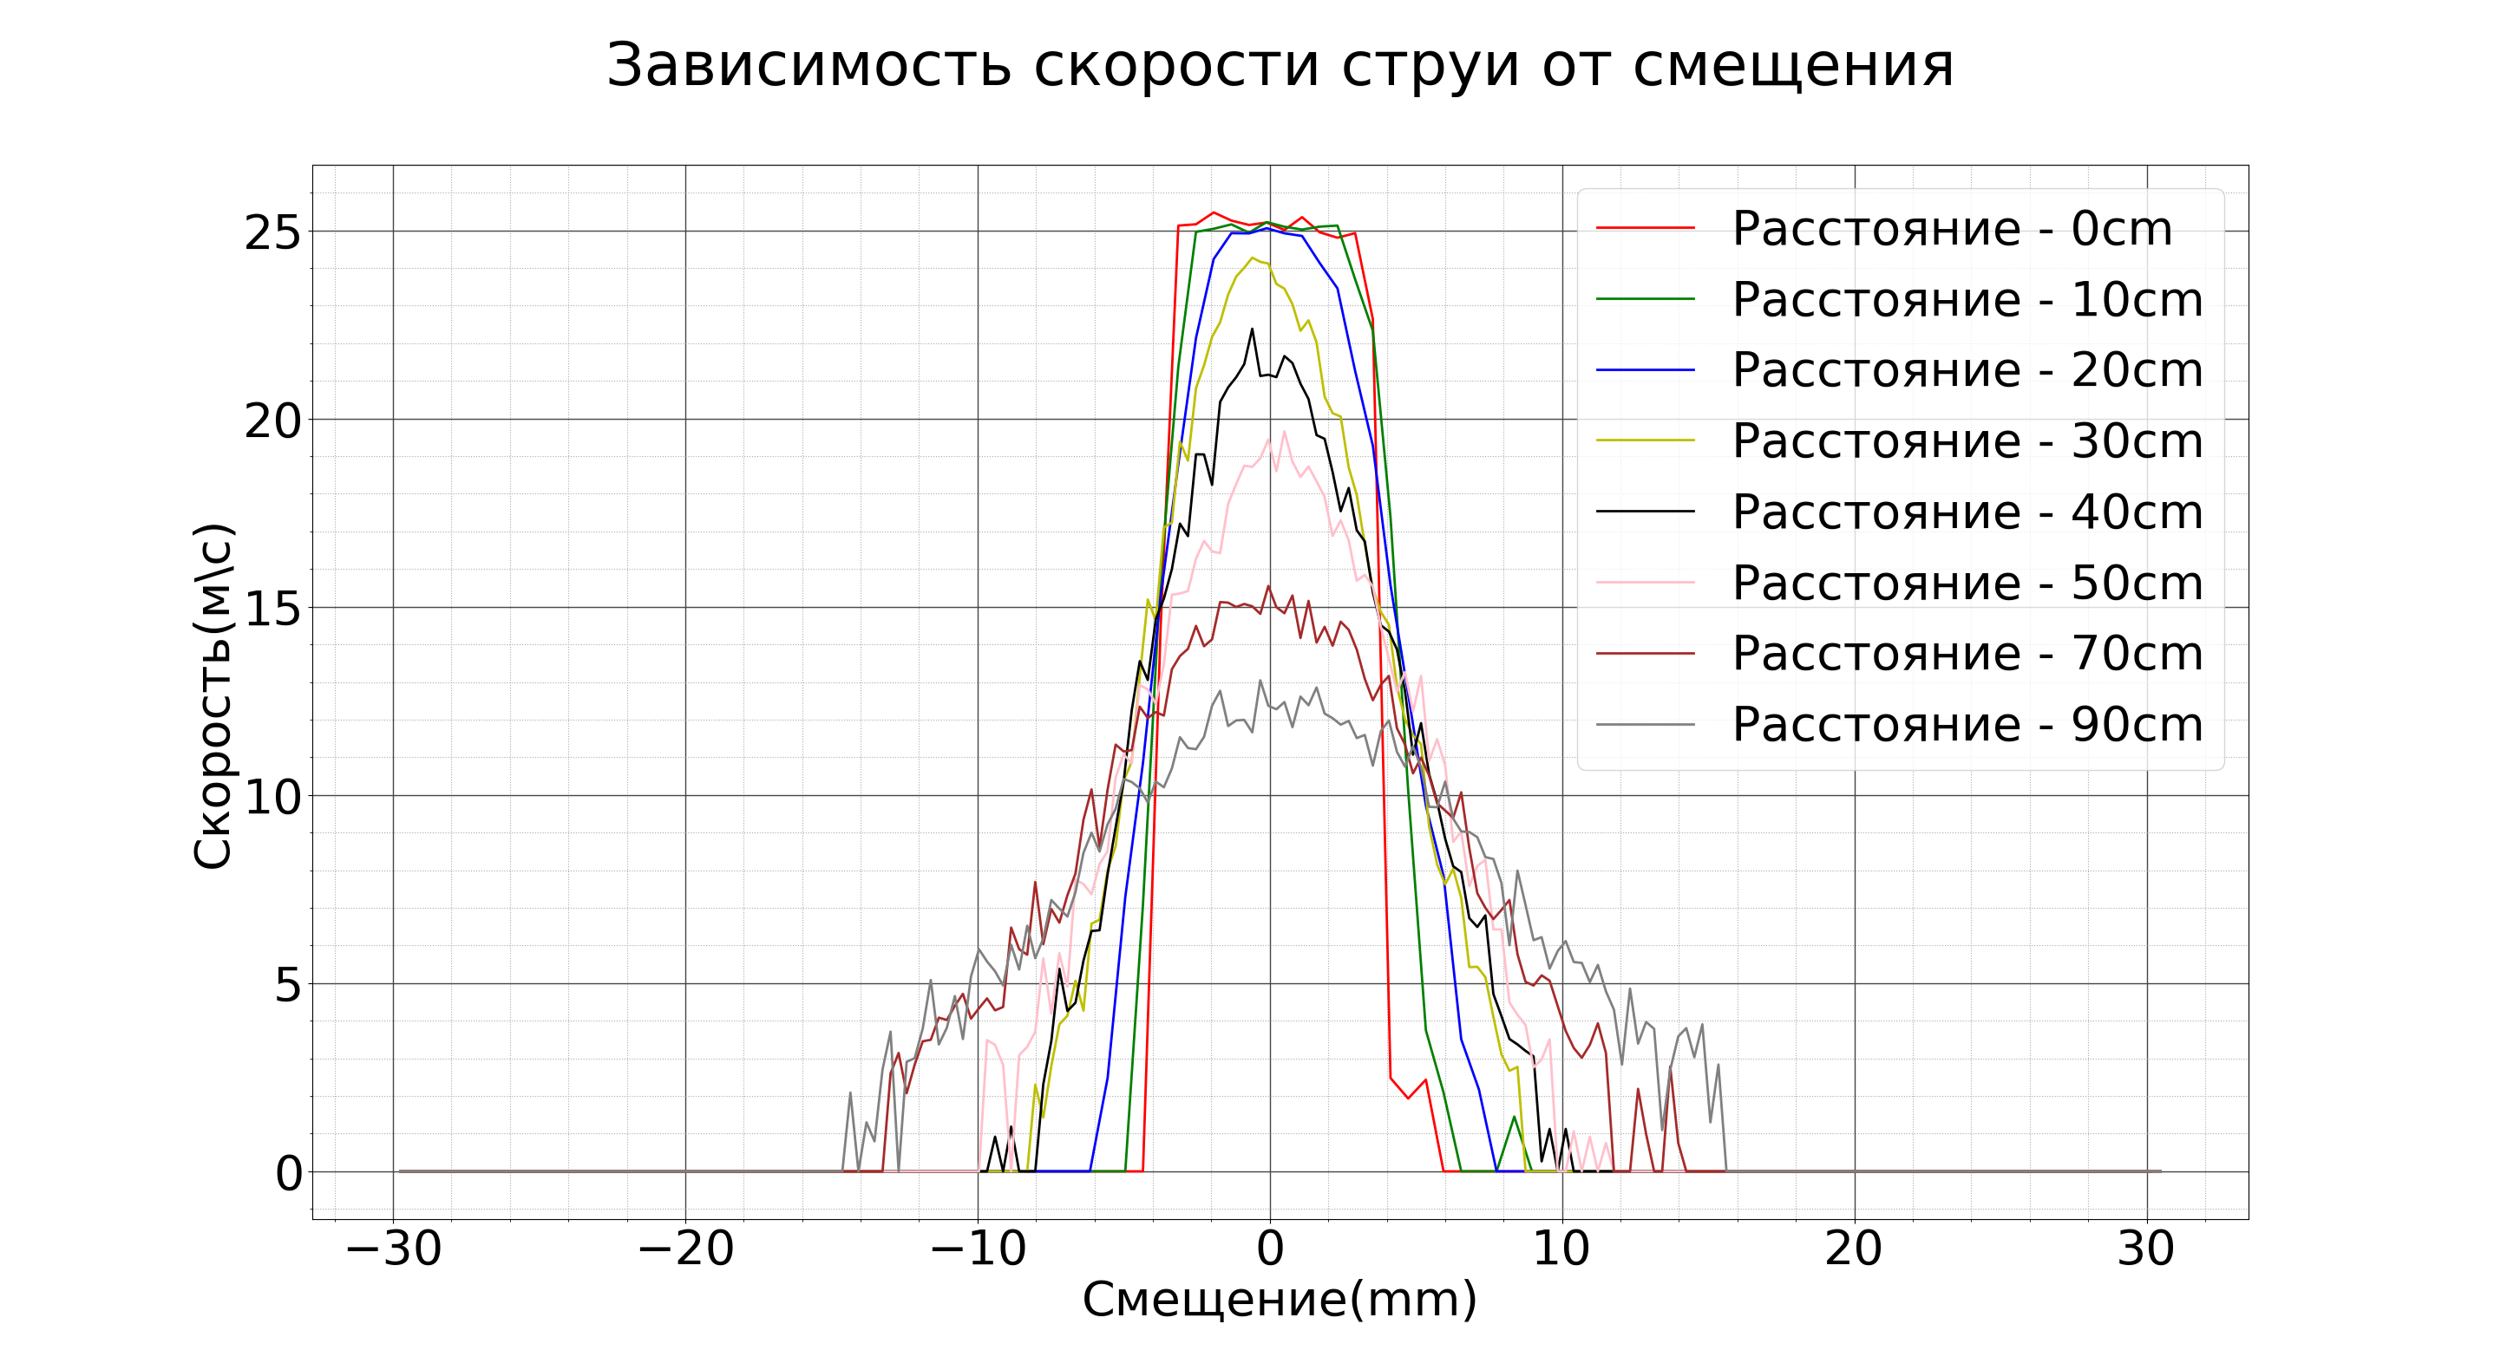 Зависимость скорости струи от смещения
25
20
15
10
5
0
Скорость(м\с)
−30
−20
−10
0
10
20
30
Смещение(mm)
Расстояние - 0cm
Расстояние - 10cm
Расстояние - 20cm
Расстояние - 30cm
Расстояние - 40cm
Расстояние - 50cm
Расстояние - 70cm
Расстояние - 90cm